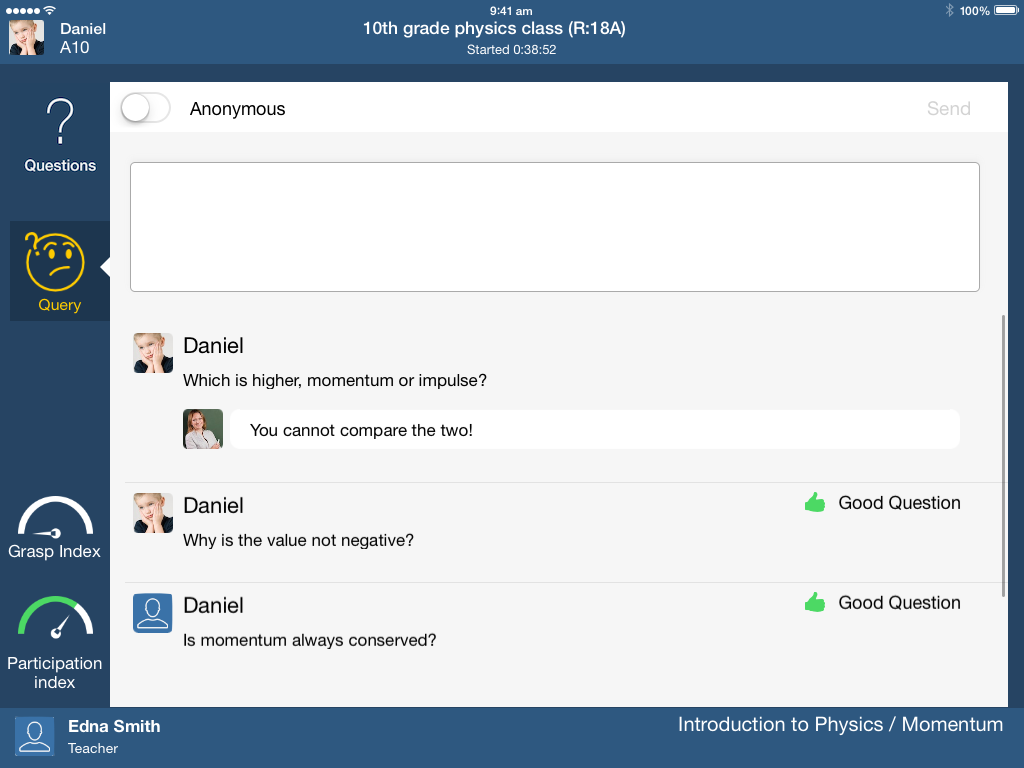 9:41 am
100%
Daniel
A10
10th grade physics class (R:18A)
Started 0:38:52
Questions
Anonymous
Send
Query
Daniel
Which is higher, momentum or impulse?
You cannot compare the two!
Daniel
Good Question
Why is the value not negative?
Grasp Index
Daniel
Good Question
Is momentum always conserved?
Participation
index
Edna Smith
Teacher
Introduction to Physics / Momentum